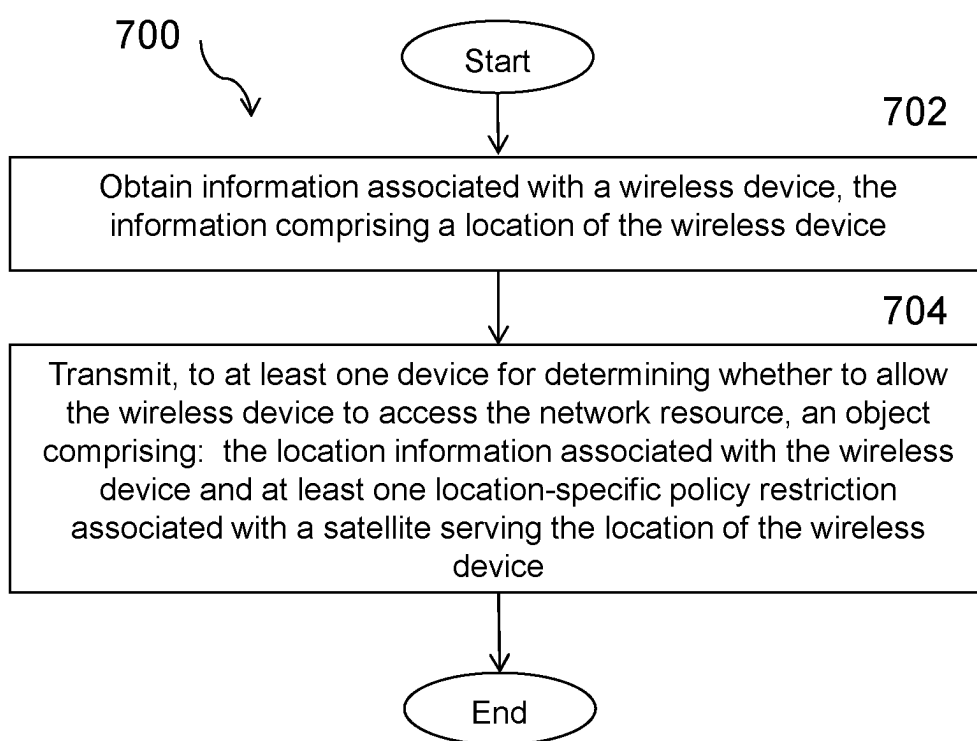 700
Start
702
Obtain information associated with a wireless device, the
information comprising a location of the wireless device
704
Transmit, to at least one device for determining whether to allow
the wireless device to access the network resource, an object
comprising: the location information associated with the wireless
device and at least one location-specific policy restriction
associated with a satellite serving the location of the wireless
device
End